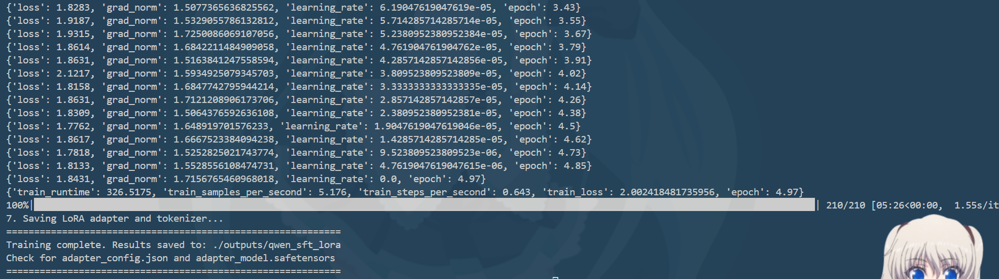 {'loss': 1.8283, 'grad_norm': 1.5077365636825562, 'learning_rate': 6.19047619047619e-05, 'epoch': 3.43}
{'loss': 1.9187, 'grad_norm': 1.5329055786132812, 'learning_rate': 5.714285714285714e-05, 'epoch': 3.55}
{'loss': 1.9315, 'grad_norm': 1.7250086069107056, 'learning_rate': 5.2380952380952384e-05, 'epoch': 3.67}
{'loss': 1.8614, 'grad_norm': 1.6842211484909058, 'learning_rate': 4.761904761904762e-05, 'epoch': 3.79}
{'loss': 1.8631, 'grad_norm': 1.5163841247558594, 'learning_rate': 4.2857142857142856e-05, 'epoch': 3.91}
{'loss': 2.1217, 'grad_norm': 1.5934925079345703, 'learning_rate': 3.809523809523809e-05, 'epoch': 4.02}
{'loss': 1.8158, 'grad_norm': 1.6847742795944214, 'learning_rate': 3.3333333333333335e-05, 'epoch': 4.14}
{'loss': 1.8631, 'grad_norm': 1.7121208906173706, 'learning_rate': 2.857142857142857e-05, 'epoch': 4.26}
{'loss': 1.8309, 'grad_norm': 1.5064376592636108, 'learning_rate': 2.380952380952381e-05, 'epoch': 4.38}
{'loss': 1.7762, 'grad_norm': 1.648919701576233, 'learning_rate': 1.9047619047619046e-05, 'epoch': 4.5}
{'loss': 1.8617, 'grad_norm': 1.6667523384094238, 'learning_rate': 1.4285714285714285e-05, 'epoch': 4.62}
{'loss': 1.7818, 'grad_norm': 1.5252825021743774, 'learning_rate': 9.523809523809523e-06, 'epoch': 4.73}
{'loss': 1.8133, 'grad_norm': 1.5528556108474731, 'learning_rate': 4.7619047619047615e-06, 'epoch': 4.85}
{'loss': 1.8431, 'grad_norm': 1.7156765460968018, 'learning_rate': 0.0, 'epoch': 4.97}
{'train_runtime': 326.5175, 'train_samples_per_second': 5.176, 'train_steps_per_second': 0.643, 'train_loss': 2.002418481735956, 'epoch': 4.97}
100%|██████████| 210/210 [05:26<00:00,  1.55s/it
7. Saving LoRA adapter and tokenizer...
============================================================
Training complete. Results saved to: ./outputs/qwen_sft_lora
Check for adapter_config.json and adapter_model.safetensors
============================================================